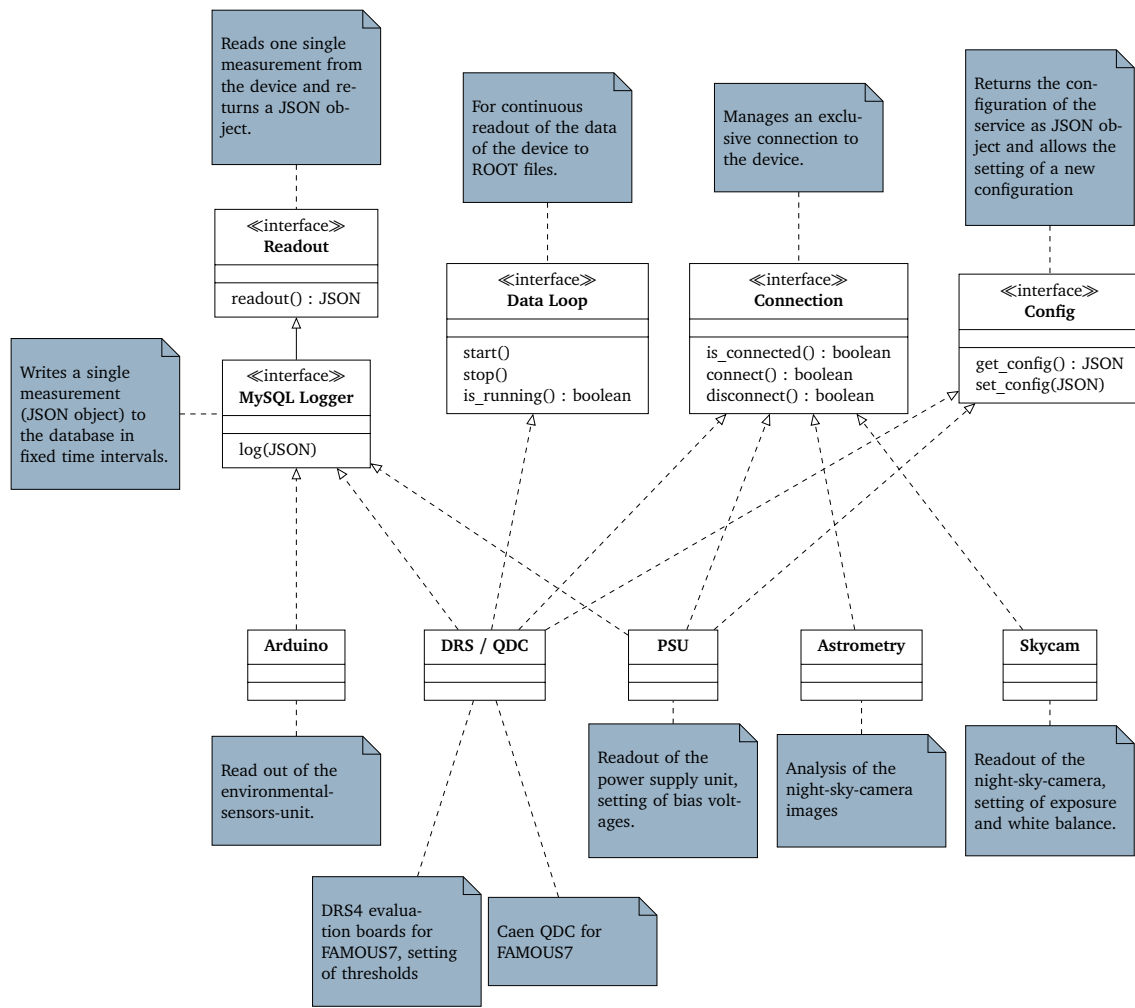 Reads one single
measurement from
the device and re-
turns a JSON ob-
ject.
For continuous
readout of the data
of the device to
ROOT files.
Manages an exclu-
sive connection to
the device.
Returns the con-
figuration of the
service as JSON ob-
ject and allows the
setting of a new
configuration
≪interface≫
Readout
readout() : JSON
≪interface≫
Data Loop
start()
stop()
is_running() : boolean
≪interface≫
Connection
is_connected() : boolean
connect() : boolean
disconnect() : boolean
≪interface≫
Config
get_config() : JSON
set_config(JSON)
Writes a single
measurement
(JSON object) to
the database in
fixed time intervals.
≪interface≫
MySQL Logger
log(JSON)
Arduino
DRS / QDC
PSU
Astrometry
Skycam
Read out of the
environmental-
sensors-unit.
Readout of the
power supply unit,
setting of bias volt-
ages.
Analysis of the
night-sky-camera
images
Readout of the
night-sky-camera,
setting of exposure
and white balance.
DRS4 evalua-
tion boards for
FAMOUS7, setting
of thresholds
Caen QDC for
FAMOUS7